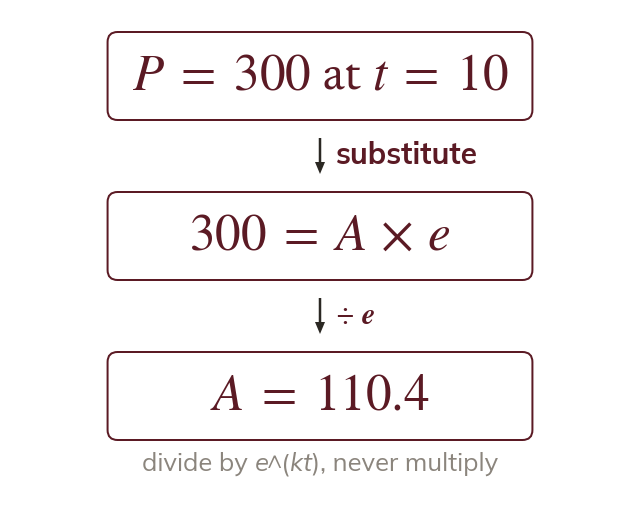 P = 300 at t = 10
substitute
300 = A × e
÷ e
A = 110.4
divide by e^(kt), never multiply